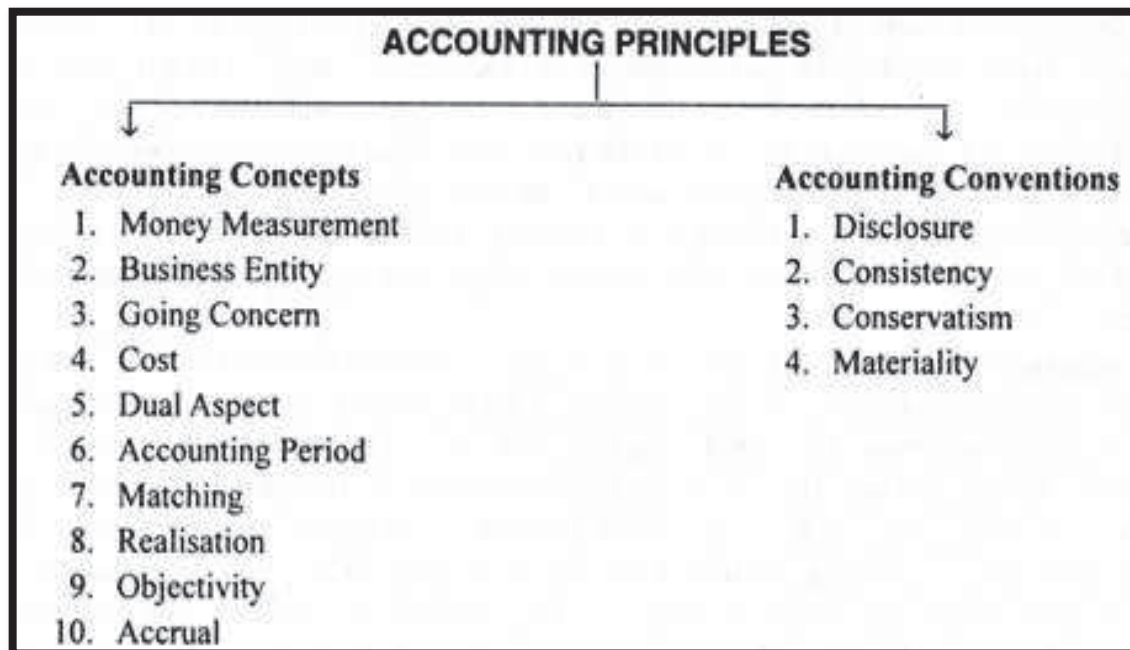 ACCOUNTING PRINCIPLES
Accounting Concepts
1. Money Measurement
2. Business Entity
3. Going Concern
4. Cost
5. Dual Aspect
6. Accounting Period
7. Matching
8. Realisation
9. Objectivity
10. Accrual
Accounting Conventions
1. Disclosure
2. Consistency
3. Conservatism
4. Materiality